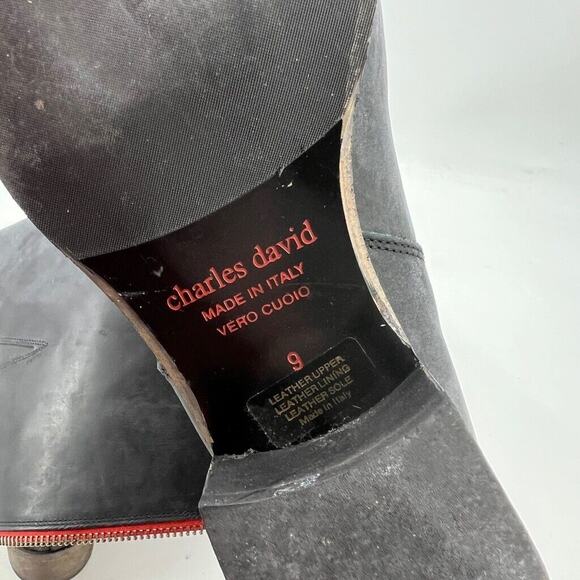 charles david
MADE IN ITALY
VERO CUOIO
9
LEATHER UPPER
LEATHER LINING
LEATHER SOLE
Made in Italy